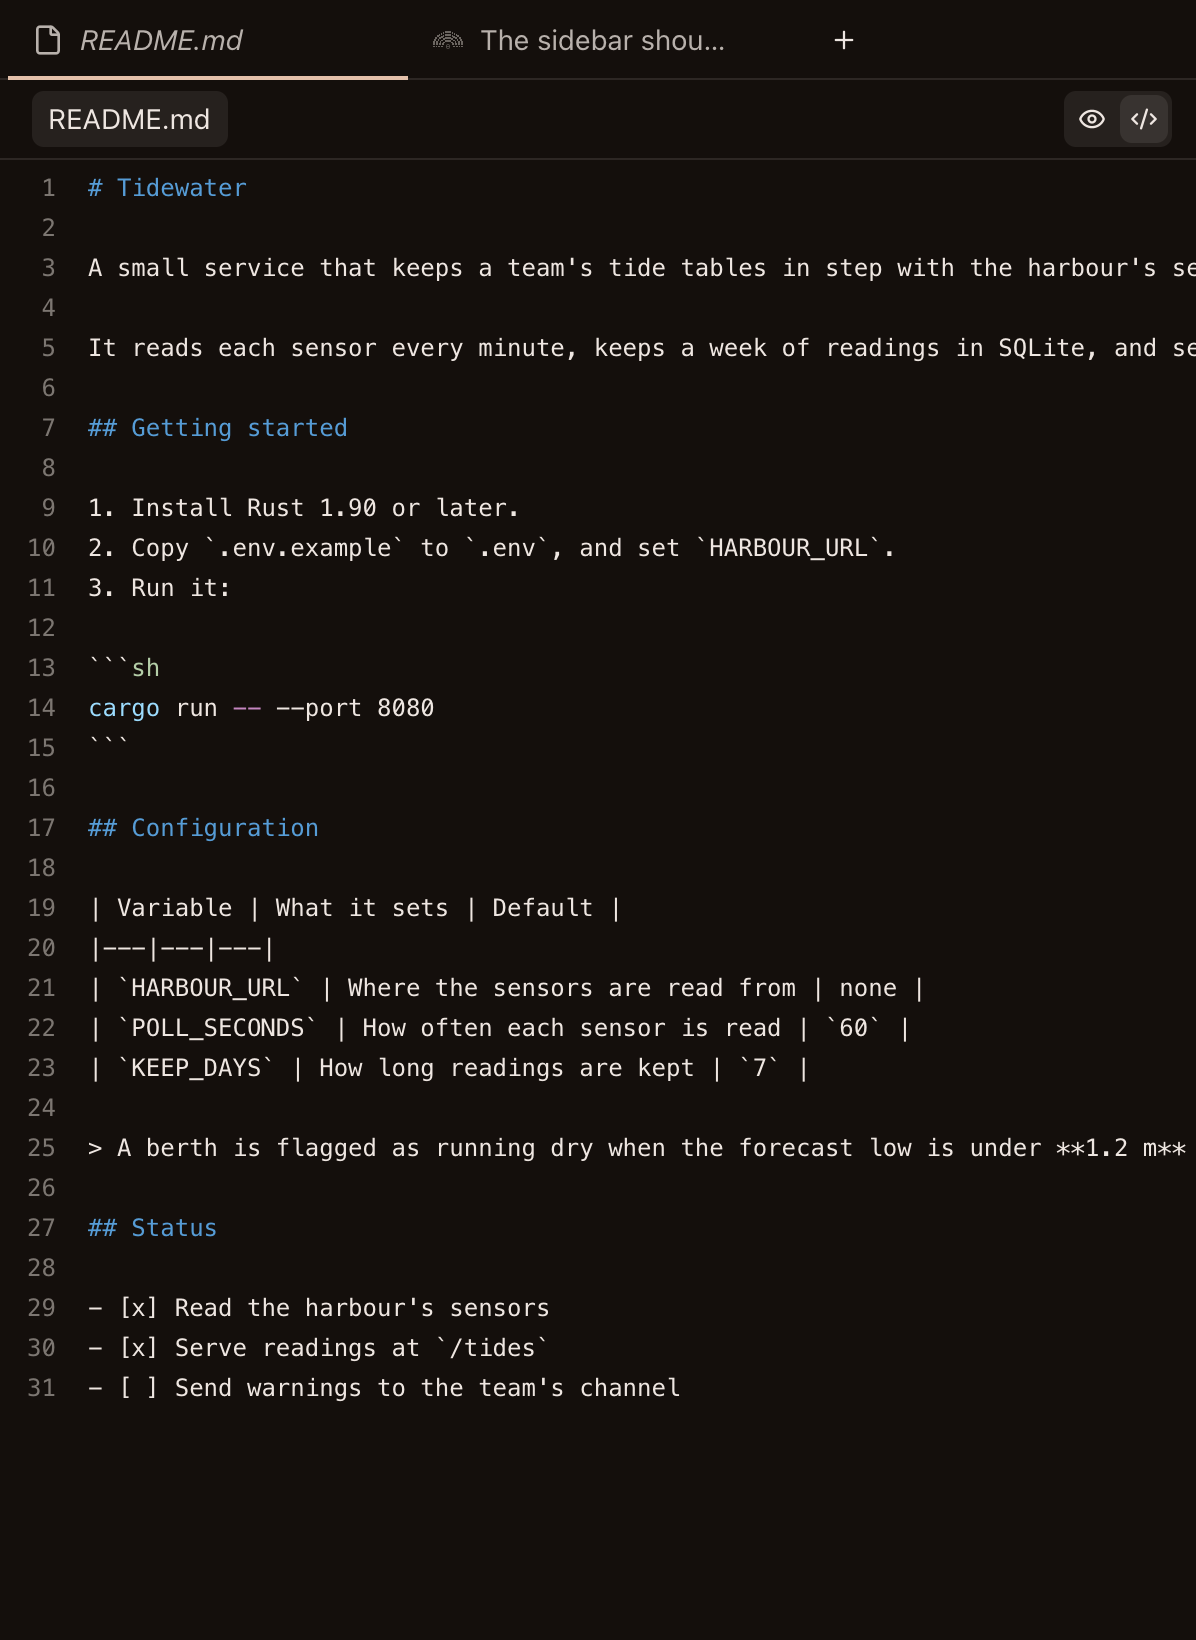 README.md
The sidebar shou...
+
README.md
</>
1 # Tidewater
2
3 A small service that keeps a team's tide tables in step with the harbour's se
4
5 It reads each sensor every minute, keeps a week of readings in SQLite, and se
6
7 ## Getting started
8
9 1. Install Rust 1.90 or later.
10 2. Copy `.env.example` to `.env`, and set `HARBOUR_URL`.
11 3. Run it:
12
13 ```sh
14 cargo run -- --port 8080
15 ```
16
17 ## Configuration
18
19 | Variable | What it sets | Default |
20 |---|---|---|
21 | `HARBOUR_URL` | Where the sensors are read from | none |
22 | `POLL_SECONDS` | How often each sensor is read | `60` |
23 | `KEEP_DAYS` | How long readings are kept | `7` |
24
25 > A berth is flagged as running dry when the forecast low is under **1.2 m**
26
27 ## Status
28
29 - [x] Read the harbour's sensors
30 - [x] Serve readings at `/tides`
31 - [ ] Send warnings to the team's channel